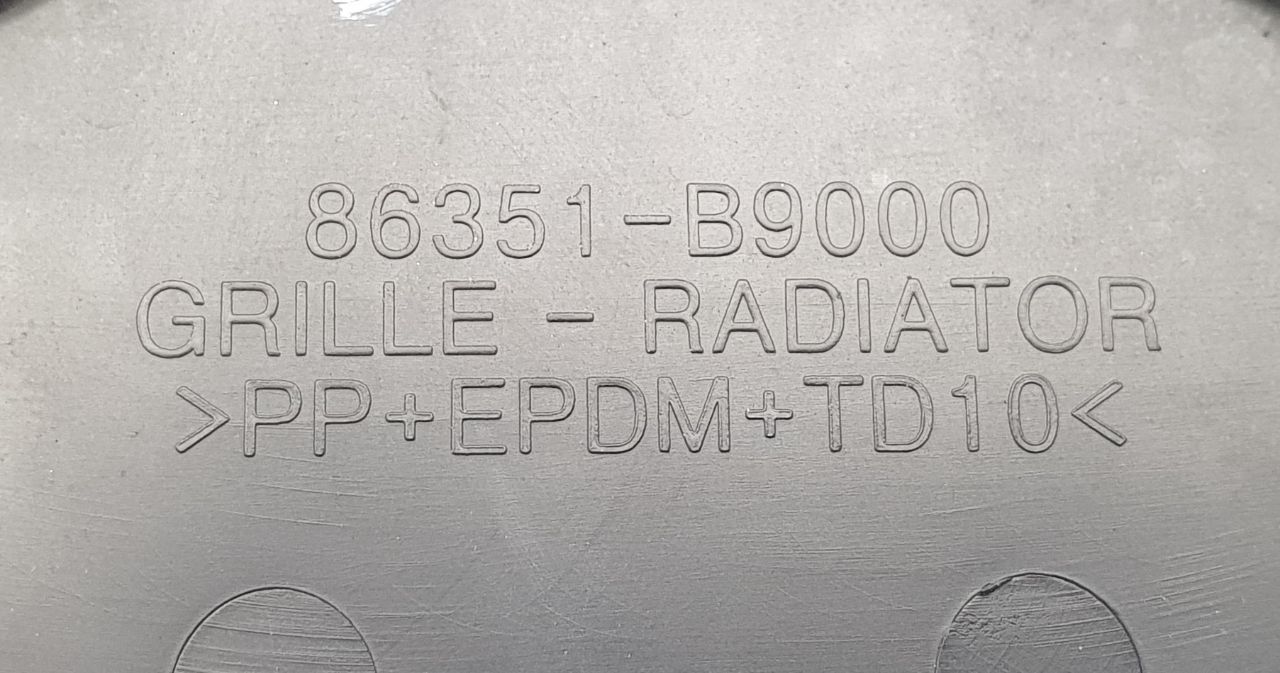 86351-B9000
GRILLE - RADIATOR
>PP+EPDM+TD10<